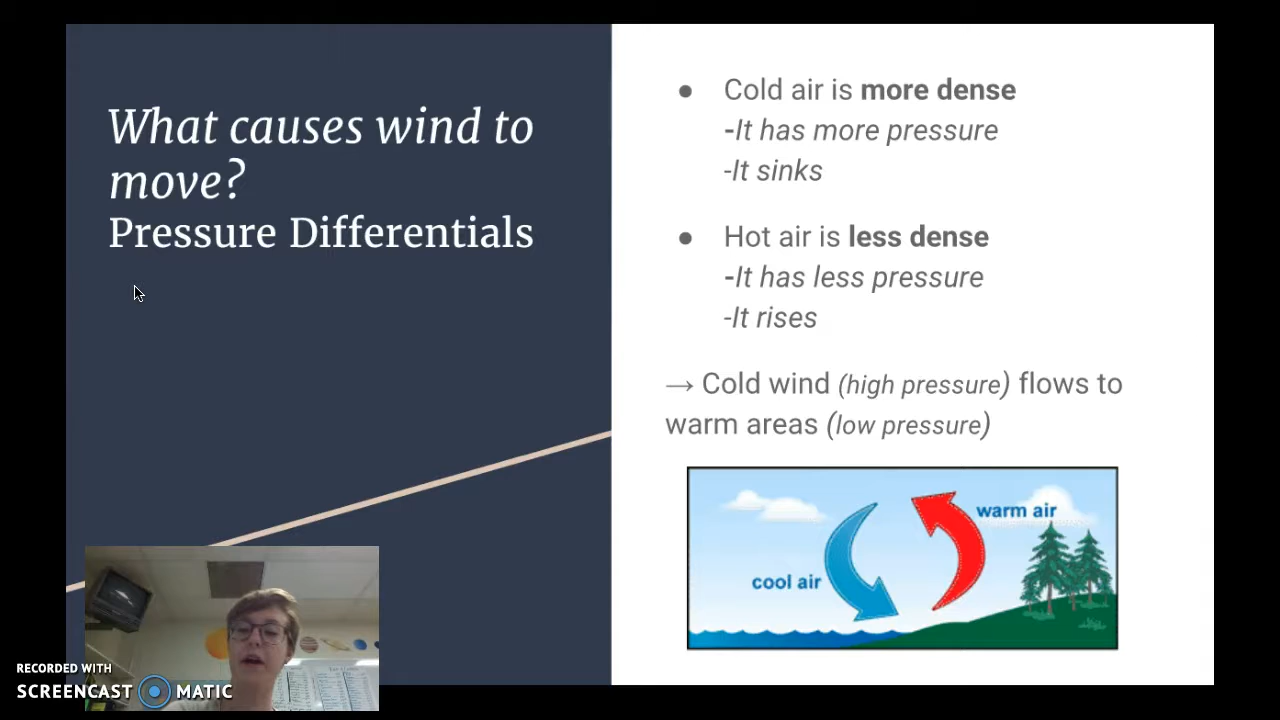 What causes wind to
move?
Pressure Differentials
● Cold air is more dense
-It has more pressure
-It sinks
● Hot air is less dense
-It has less pressure
-It rises
→ Cold wind (high pressure) flows to
warm areas (low pressure)
warm air
cool air
RECORDED WITH
SCREENCAST MATIC